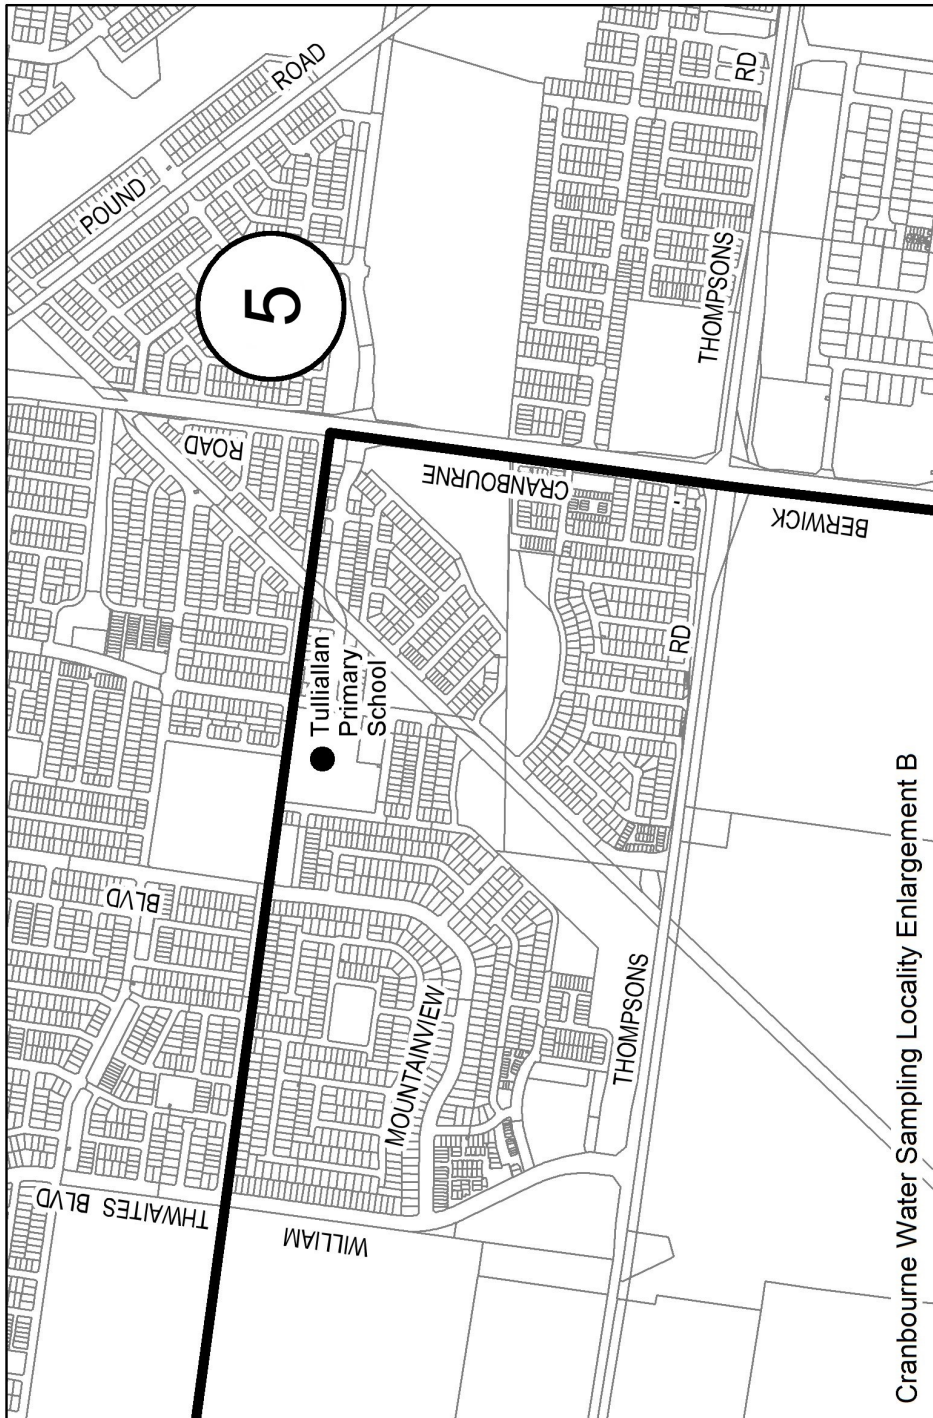 POUND
ROAD
5
ROAD
RD
THOMPSONS
CRANBOURNE
BERWICK
Tulliallan
Primary
School
RD
BLVD
MOUNTAINVIEW
THOMPSONS
THWAITES BLVD
WILLIAM
Cranbourne Water Sampling Locality Enlargement B